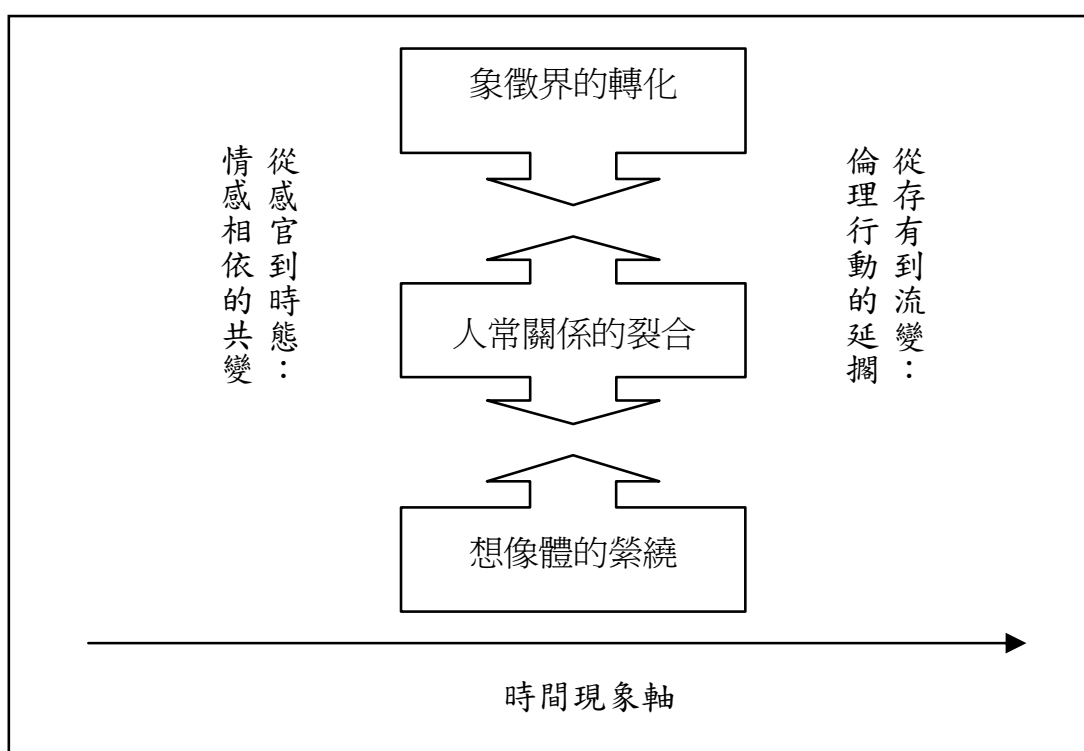 象徵界的轉化
從感官到時態：
情感相依的共變
從存有到流變：
倫理行動的延擱
人常關係的裂合
想像體的縈繞
時間現象軸